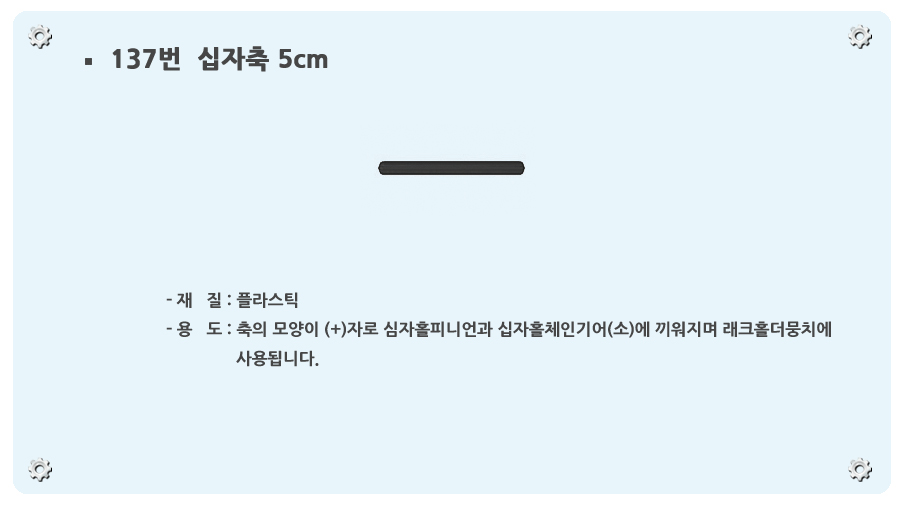 ▪ 137번 십자축 5cm
- 재 질 : 플라스틱
- 용 도 : 축의 모양이 (+)자로 심자홀피니언과 십자홀체인기어(소)에 끼워지며 래크홀더뭉치에
사용됩니다.